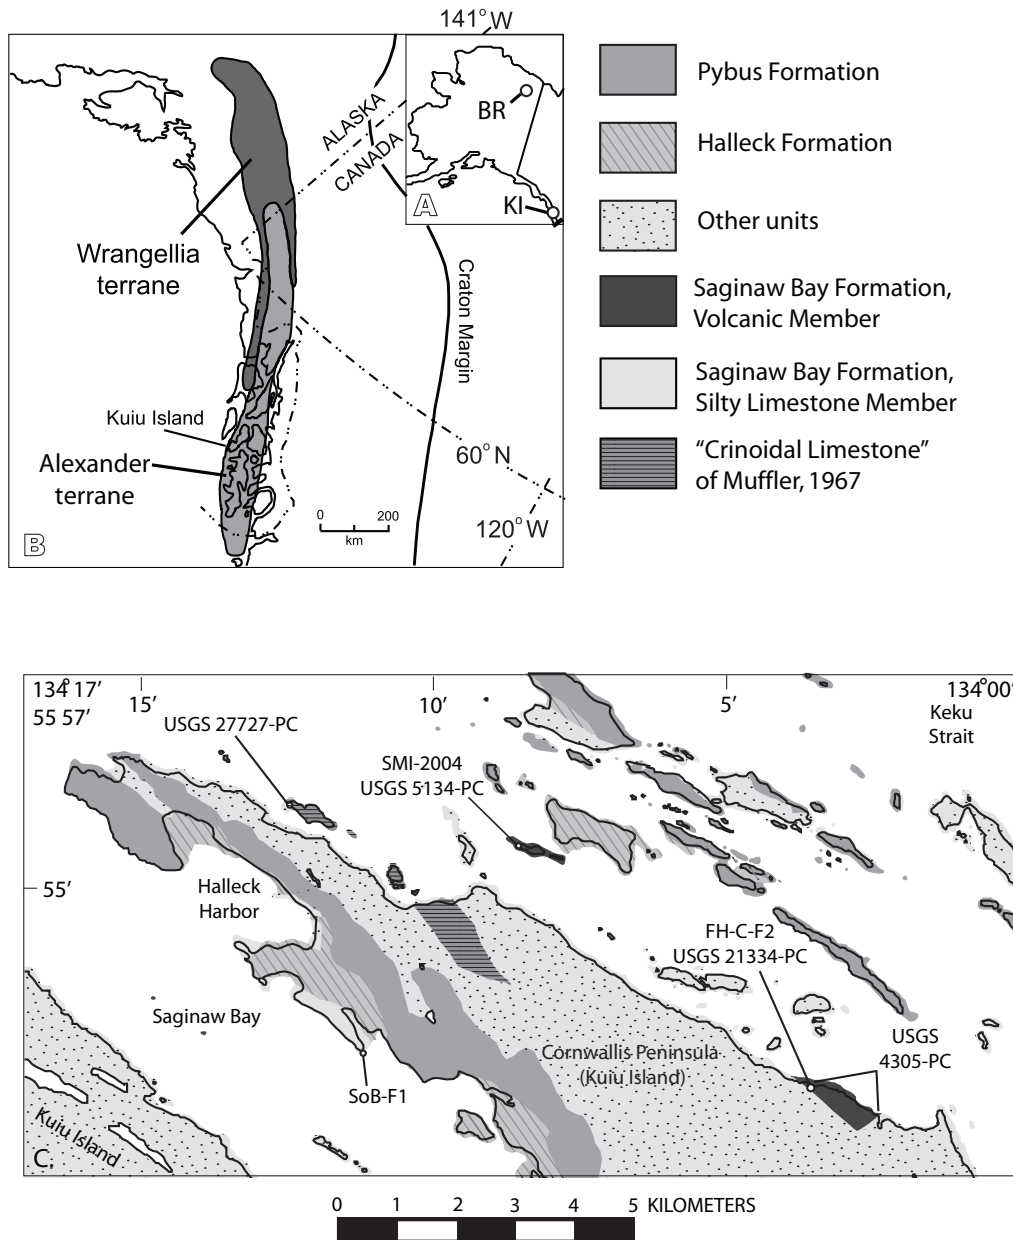 141° W
ALASKA
CANADA
BR
KI
A
Wrangellia
terrane
Craton Margin
Kuiu Island
Alexander
terrane
60° N
120° W
0 200
km
B
Pybus Formation
Halleck Formation
Other units
Saginaw Bay Formation,
Volcanic Member
Saginaw Bay Formation,
Silty Limestone Member
“Crinoidal Limestone”
of Muffler, 1967
134° 17’ 15’ 10’ 5’ 134° 00’
55 57’
Keku
Strait
USGS 27727-PC
SMI-2004
USGS 5134-PC
55’
Halleck
Harbor
FH-C-F2
USGS 21334-PC
Saginaw Bay
USGS
4305-PC
Cornwallis Peninsula
(Kuiu Island)
SoB-F1
Kuiu Island
C.
0 1 2 3 4 5 KILOMETERS